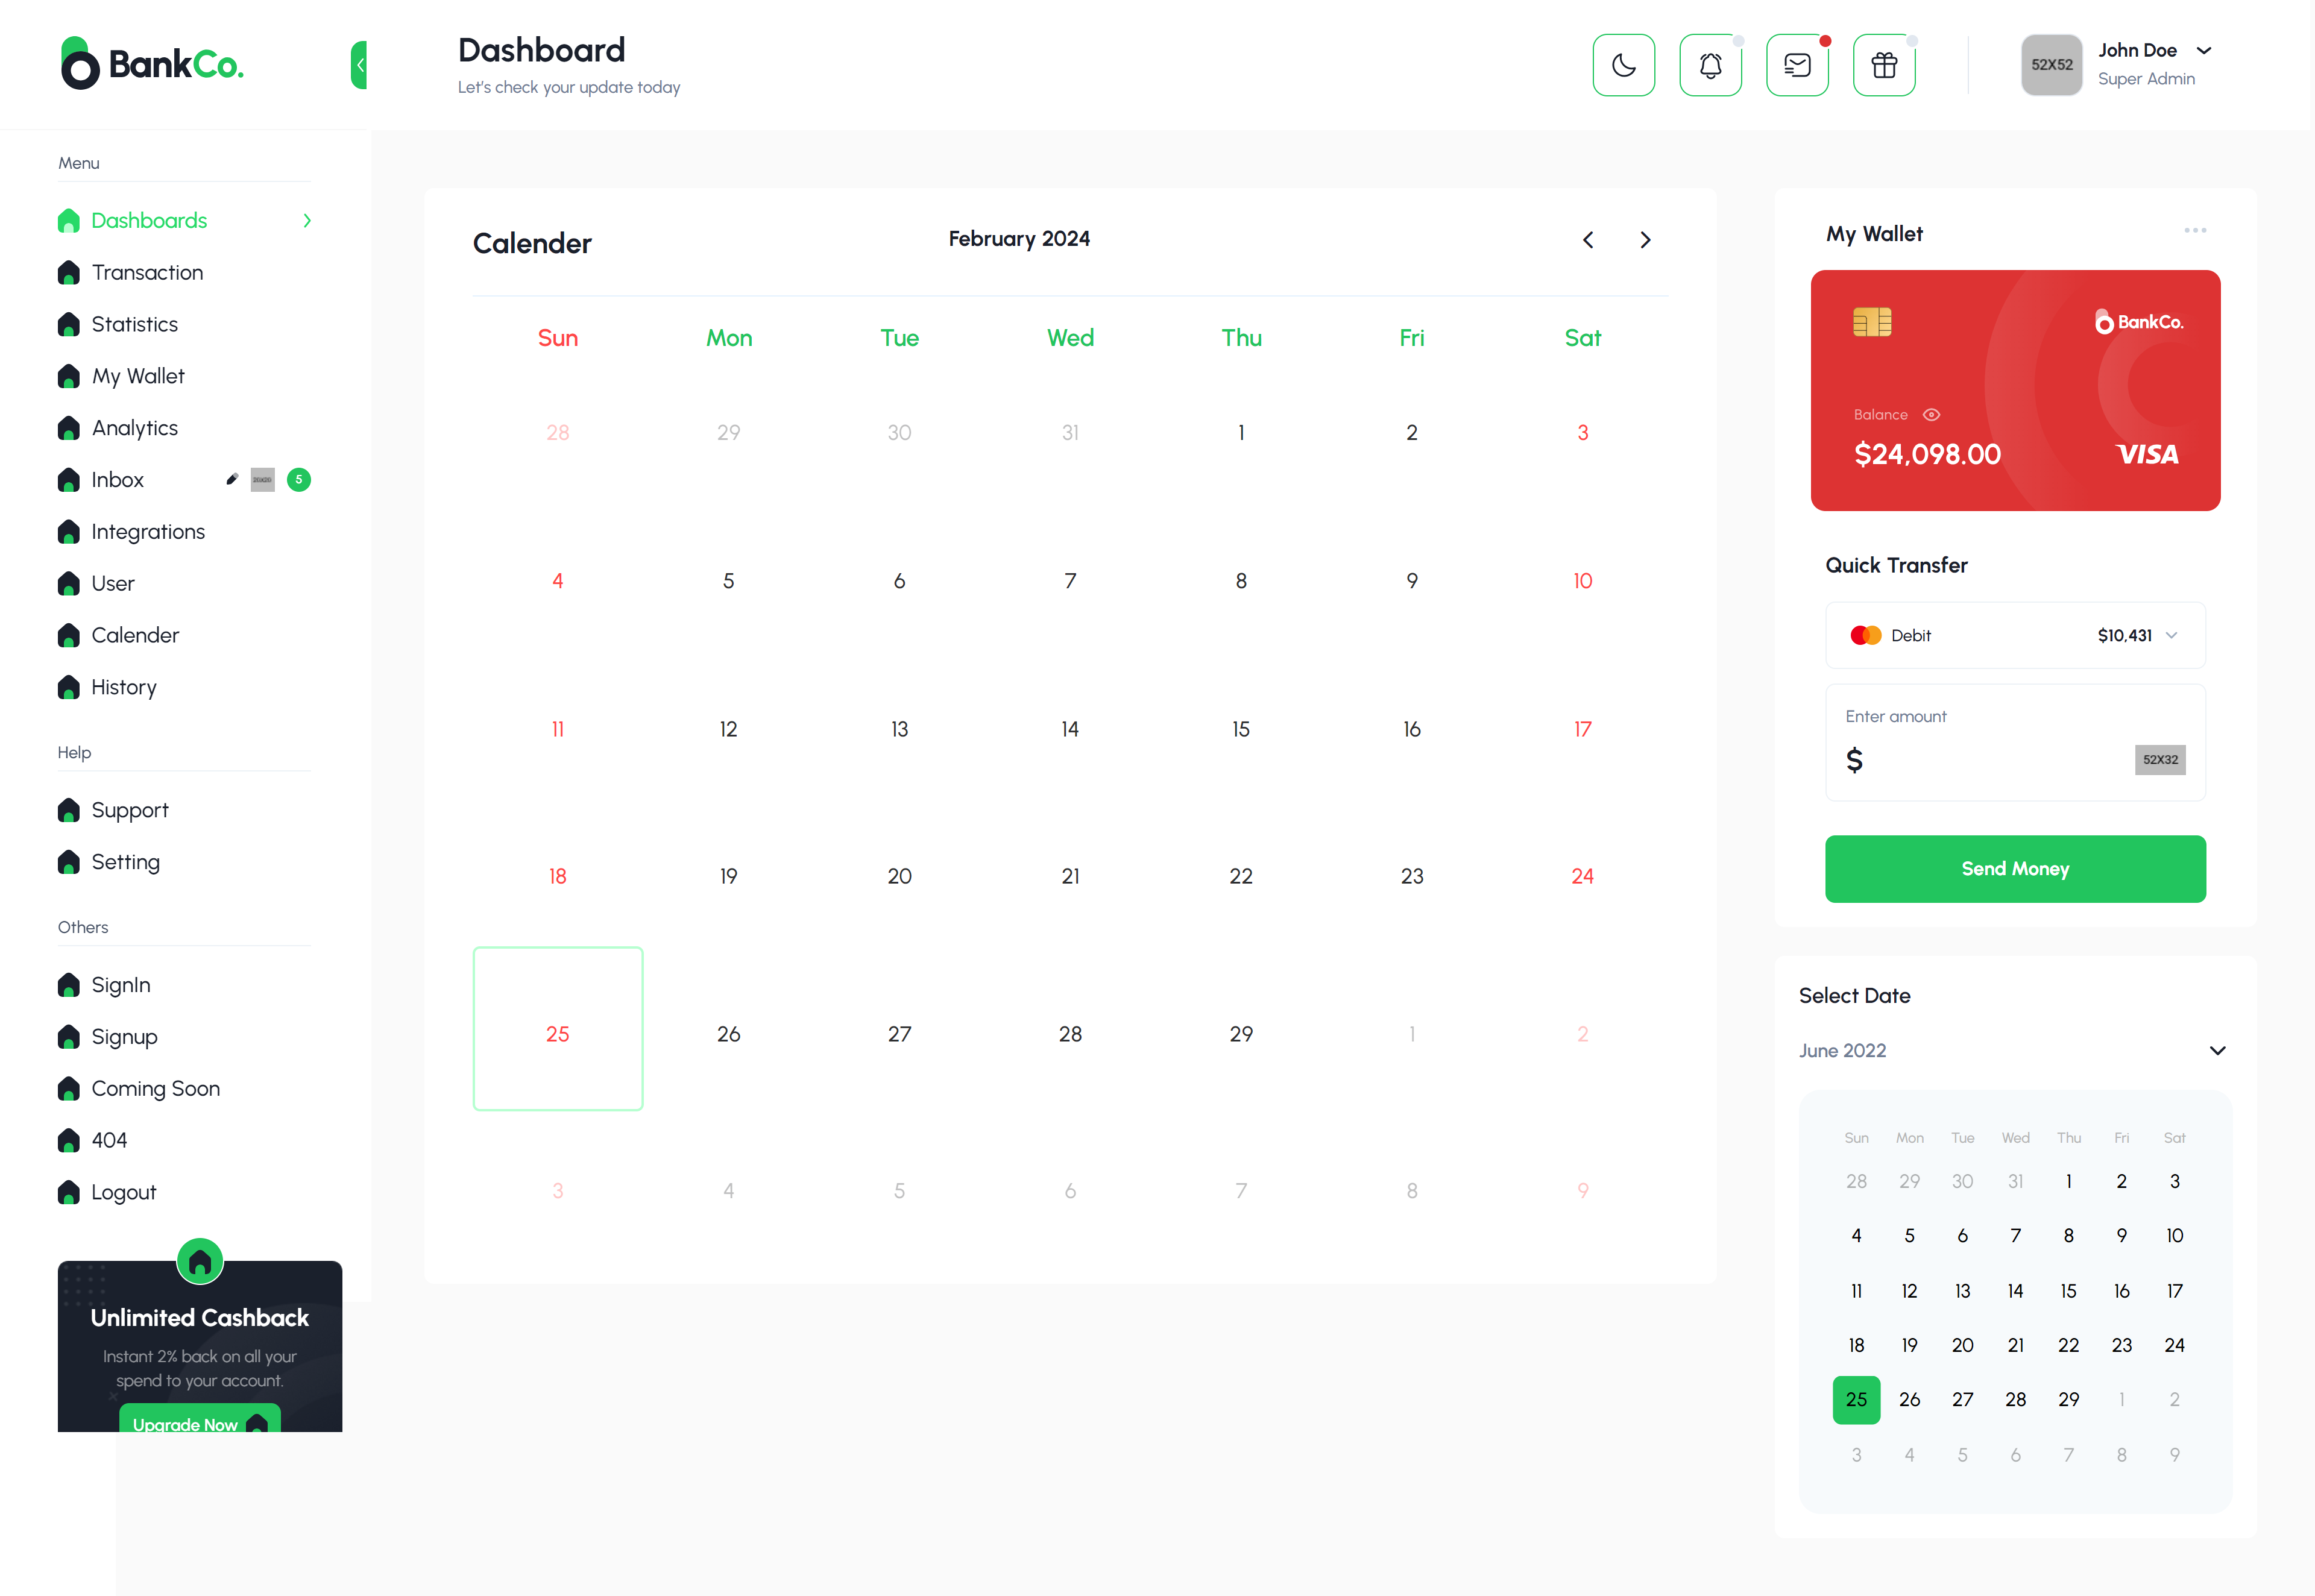 BankCo.
Dashboard
Let's check your update today
52X52
John Doe
Super Admin
Menu
Dashboards
Transaction
Statistics
My Wallet
Analytics
Inbox
20x20
5
Integrations
User
Calender
History
Help
Support
Setting
Others
SignIn
Signup
Coming Soon
404
Logout
Unlimited Cashback
Instant 2% back on all your
spend to your account.
Upgrade Now
Calender
February 2024
Sun Mon Tue Wed Thu Fri Sat
28 29 30 31 1 2 3
4 5 6 7 8 9 10
11 12 13 14 15 16 17
18 19 20 21 22 23 24
25 26 27 28 29 1 2
3 4 5 6 7 8 9
My Wallet
BankCo.
Balance
$24,098.00
VISA
Quick Transfer
Debit $10,431
Enter amount
$
52X32
Send Money
Select Date
June 2022
Sun Mon Tue Wed Thu Fri Sat
28 29 30 31 1 2 3
4 5 6 7 8 9 10
11 12 13 14 15 16 17
18 19 20 21 22 23 24
25 26 27 28 29 1 2
3 4 5 6 7 8 9